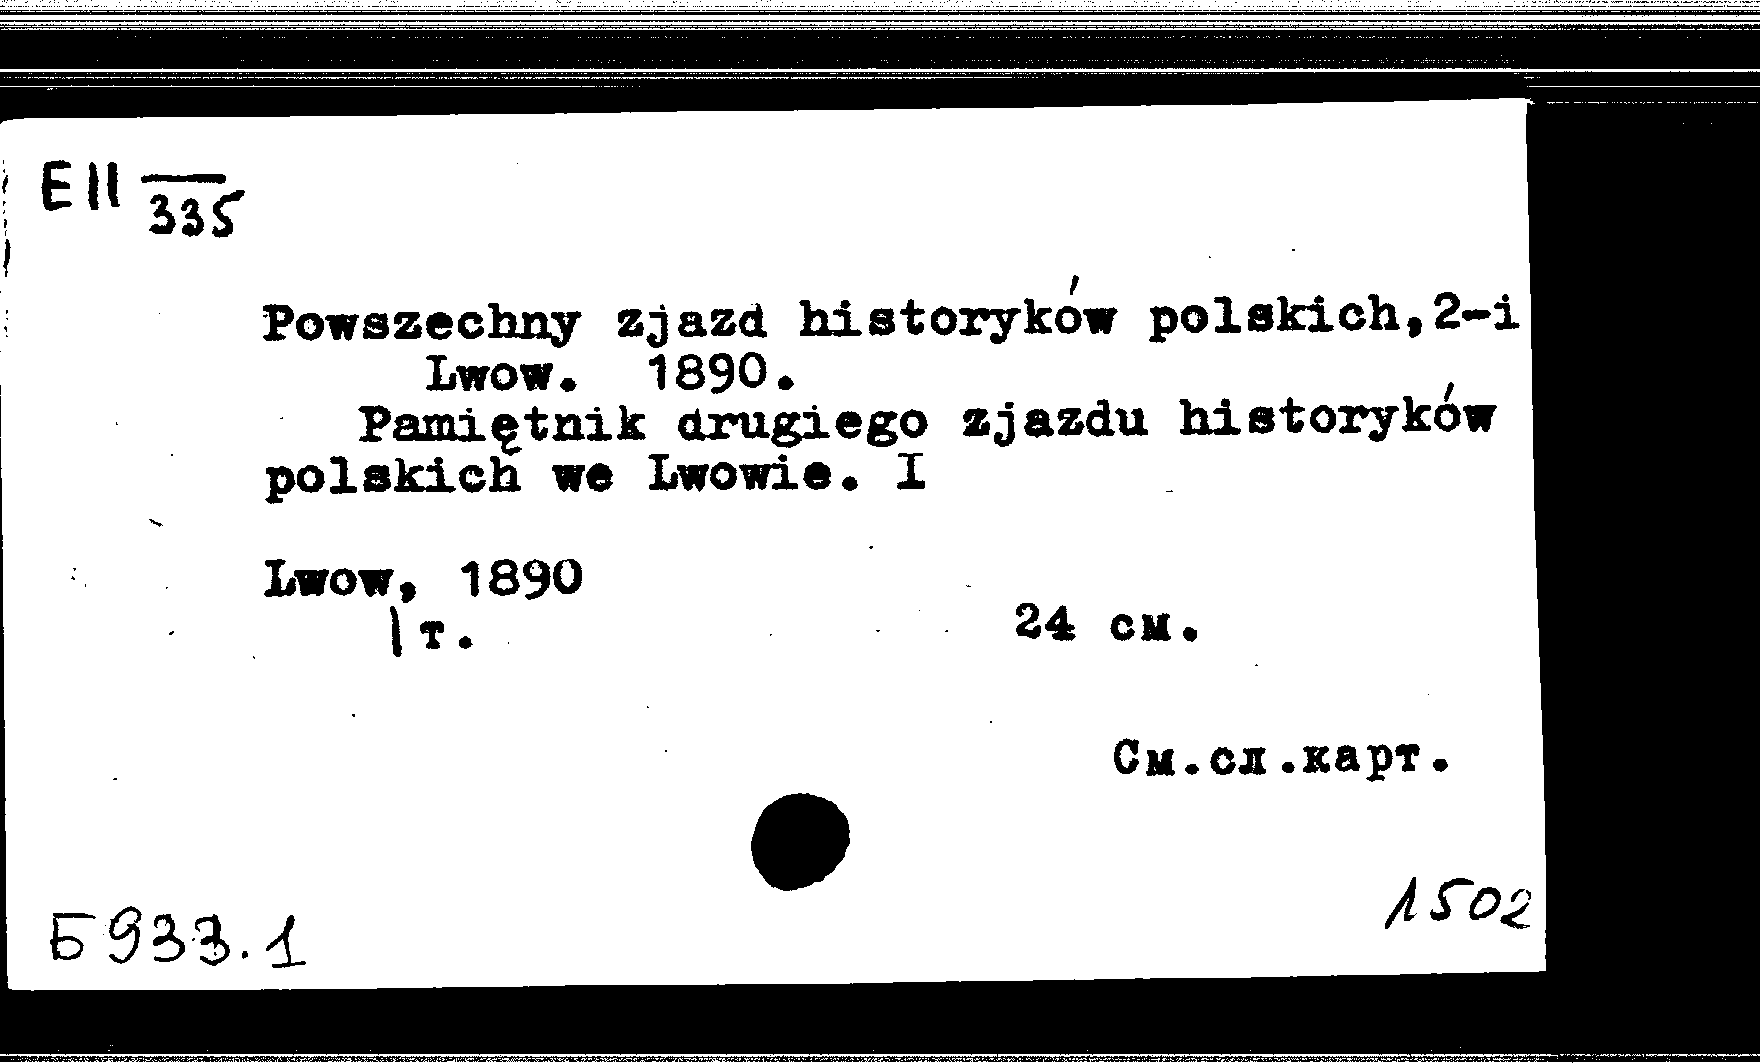 EII 335
Powszechny zjazd historyków polskich, 2-i
Lwow. 1890.
Pamiętnik drugiego zjazdu historyków
polskich we Lwowie. I
Lwow, 1890
1 т. 24 см.
См.сл.карт.
1502
Б933.1